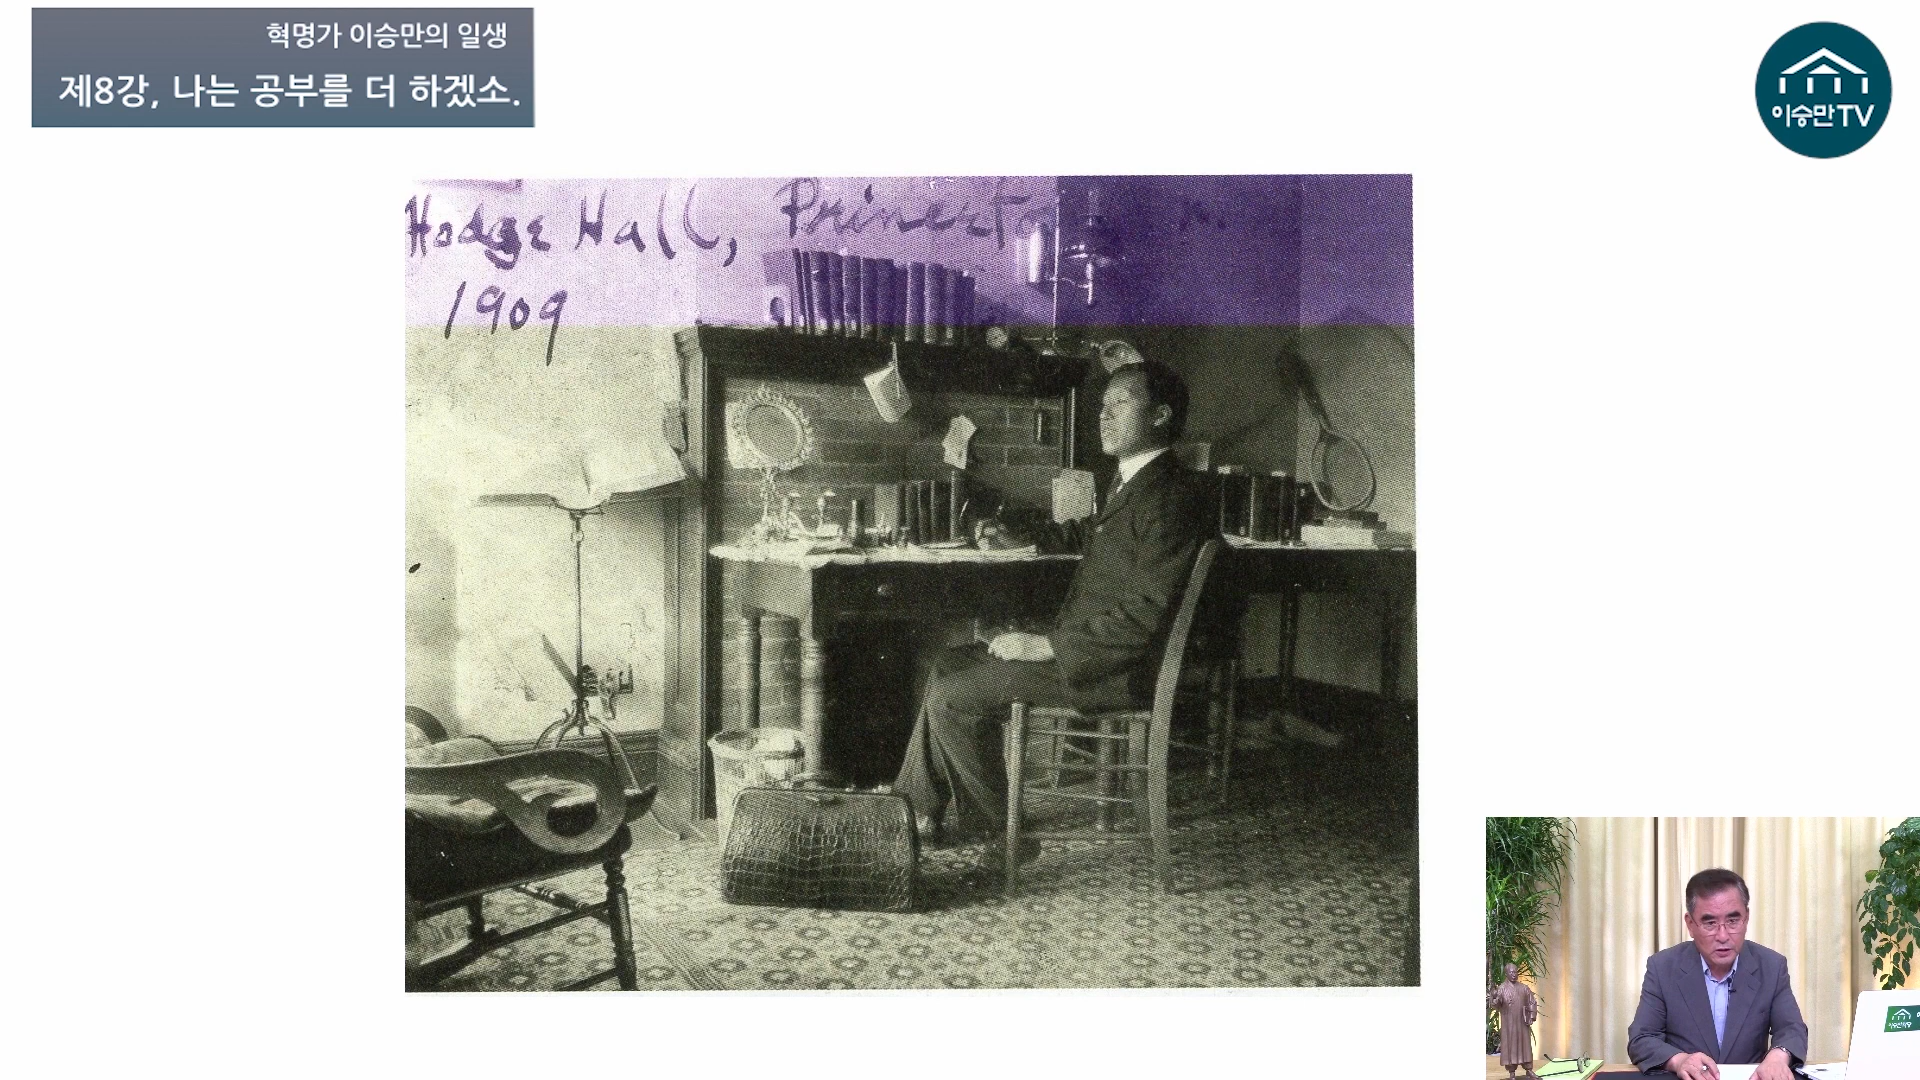 혁명가 이승만의 일생
제8강, 나는 공부를 더 하겠소.
이승만TV
Hodge Hall,
1909